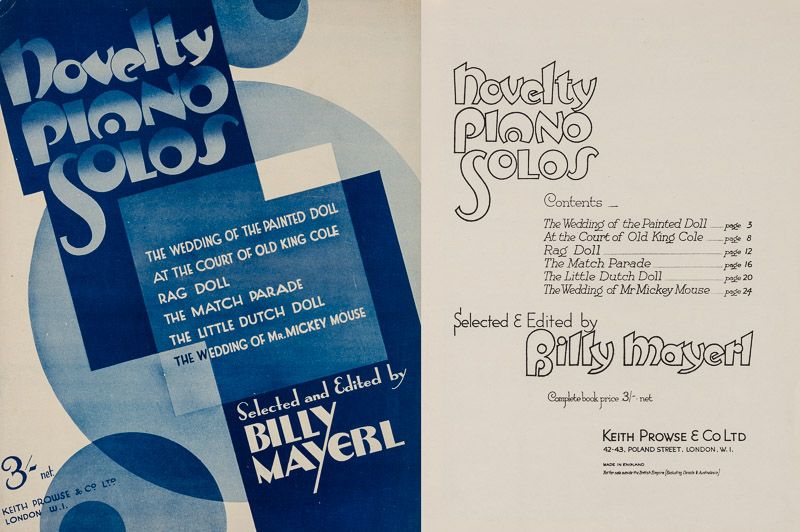 Novelty
PIANO
SOLOS
THE WEDDING OF THE PAINTED DOLL
AT THE COURT OF OLD KING COLE
RAG DOLL
THE MATCH PARADE
THE LITTLE DUTCH DOLL
THE WEDDING OF MR. MICKEY MOUSE
Selected and Edited by
BILLY
MAYERL
3/- net.
KEITH PROWSE & CO. LTD
LONDON W.1.
Novelty
PIANO
SOLOS
Contents
The Wedding of the Painted Doll page 3
At the Court of Old King Cole page 8
Rag Doll page 12
The Match Parade page 16
The Little Dutch Doll page 20
The Wedding of Mr Mickey Mouse page 24
Selected & Edited by
Billy Mayerl
Complete book price 3/- net
KEITH PROWSE & CO LTD
42-43, POLAND STREET, LONDON, W.1.
MADE IN ENGLAND